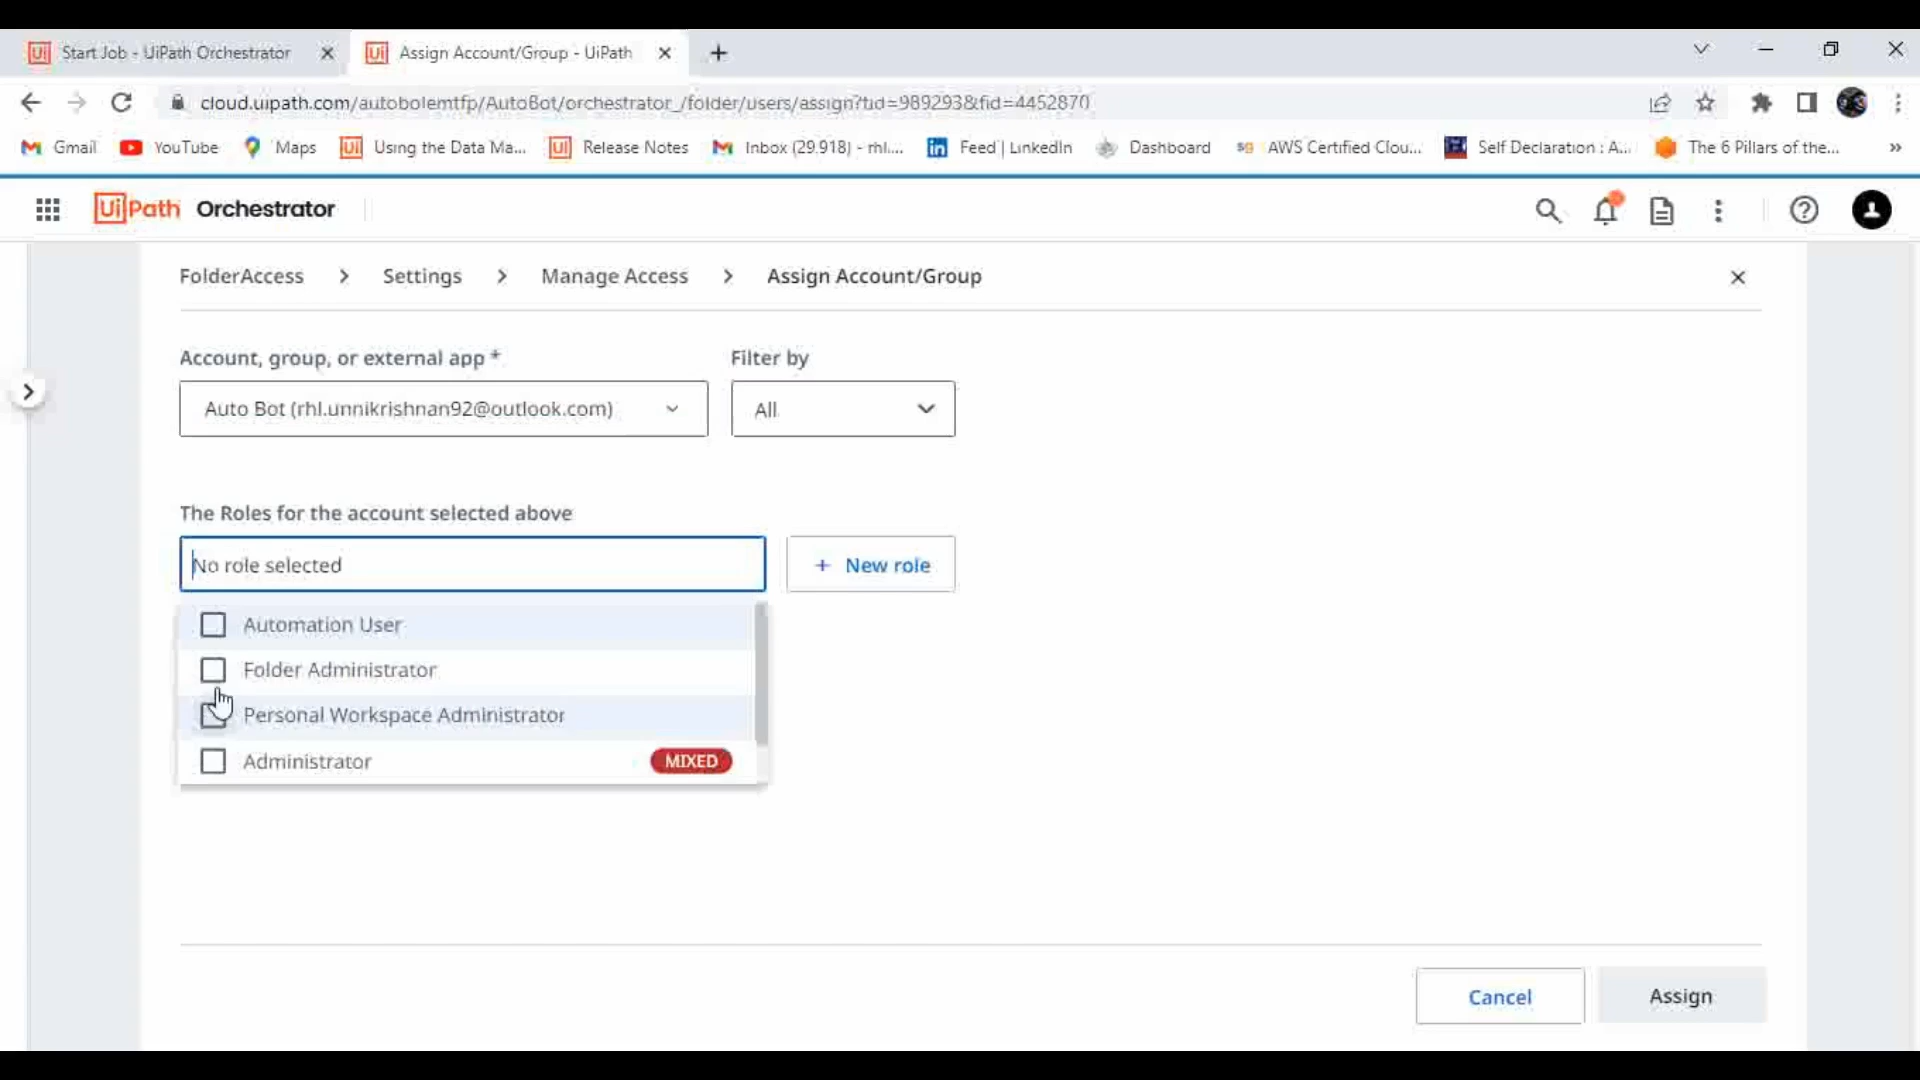 Start Job - UiPath Orchestrator
Assign Account/Group - UiPath
cloud.uipath.com/autobolemtfp/AutoBot/orchestrator_/folder/users/assign?tid=989293&fid=4452870
Gmail
YouTube
Maps
Using the Data Ma...
Release Notes
Inbox (29,918) - rhl....
Feed | LinkedIn
Dashboard
sg AWS Certified Clou...
Self Declaration : A...
The 6 Pillars of the...
UiPath Orchestrator
FolderAccess > Settings > Manage Access > Assign Account/Group
Account, group, or external app *
Filter by
Auto Bot (rhl.unnikrishnan92@outlook.com)
All
The Roles for the account selected above
No role selected
+ New role
Automation User
Folder Administrator
Personal Workspace Administrator
Administrator
MIXED
Cancel
Assign